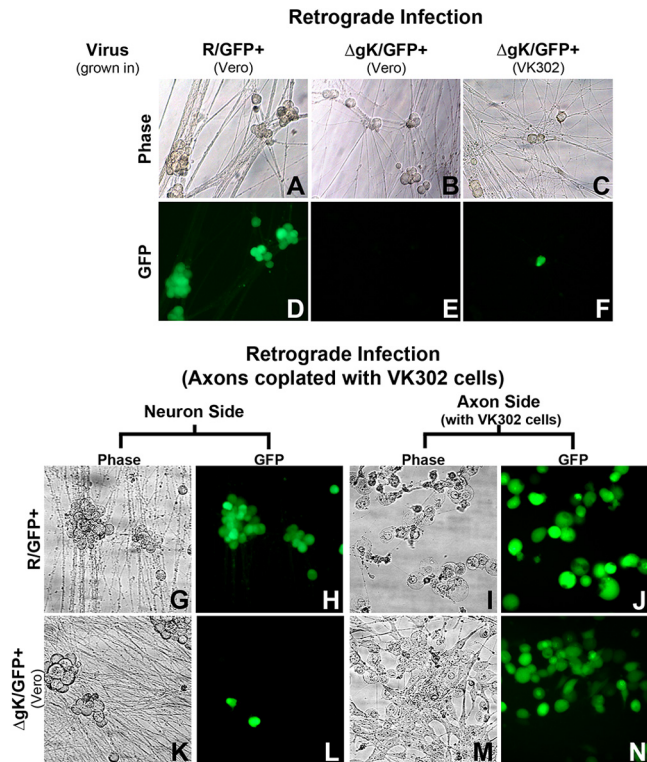 Retrograde Infection
Virus
(grown in)
R/GFP+
(Vero)
ΔgK/GFP+
(Vero)
ΔgK/GFP+
(VK302)
Phase
A
B
C
GFP
D
E
F
Retrograde Infection
(Axons coplated with VK302 cells)
Neuron Side
Axon Side
(with VK302 cells)
Phase
GFP
Phase
GFP
R/GFP+
G
H
I
J
ΔgK/GFP+
(Vero)
K
L
M
N